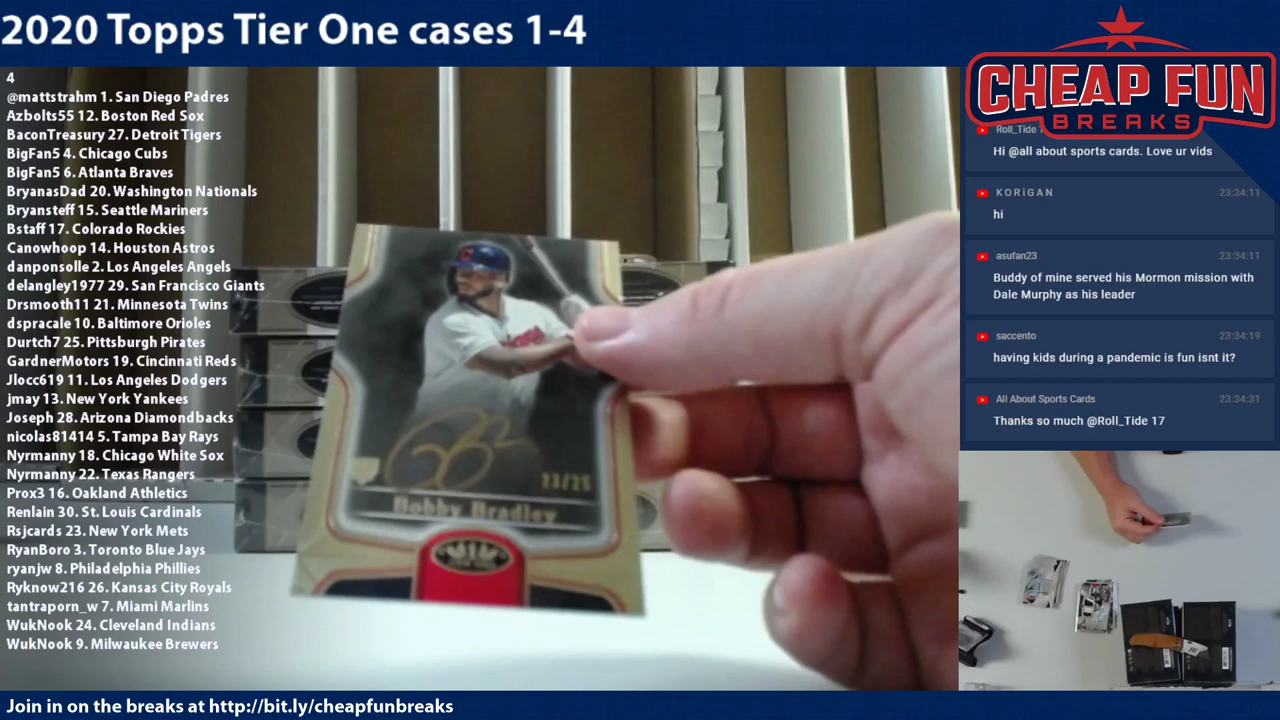 2020 Topps Tier One cases 1-4
4
@mattstrahm 1. San Diego Padres
Azbolts55 12. Boston Red Sox
BaconTreasury 27. Detroit Tigers
BigFan5 4. Chicago Cubs
BigFan5 6. Atlanta Braves
BryanasDad 20. Washington Nationals
Bryansteff 15. Seattle Mariners
Bstaff 17. Colorado Rockies
Canowhoop 14. Houston Astros
danponsolle 2. Los Angeles Angels
delangley1977 29. San Francisco Giants
Drsmooth11 21. Minnesota Twins
dspracale 10. Baltimore Orioles
Durtch7 25. Pittsburgh Pirates
GardnerMotors 19. Cincinnati Reds
Jlocc619 11. Los Angeles Dodgers
jmay 13. New York Yankees
Joseph 28. Arizona Diamondbacks
nicolas81414 5. Tampa Bay Rays
Nyrmanny 18. Chicago White Sox
Nyrmanny 22. Texas Rangers
Prox3 16. Oakland Athletics
Renlain 30. St. Louis Cardinals
Rsjcards 23. New York Mets
RyanBoro 3. Toronto Blue Jays
ryanjw 8. Philadelphia Phillies
Ryknow216 26. Kansas City Royals
tantraporn_w 7. Miami Marlins
WukNook 24. Cleveland Indians
WukNook 9. Milwaukee Brewers
C
23/25
Bobby Bradley
CHEAP FUN
BREAKS
Roll_Tide
Hi @all about sports cards. Love ur vids
KORiGAN 23:34:11
hi
asufan23 23:34:11
Buddy of mine served his Mormon mission with
Dale Murphy as his leader
saccento 23:34:19
having kids during a pandemic is fun isnt it?
All About Sports Cards 23:34:31
Thanks so much @Roll_Tide 17
Join in on the breaks at http://bit.ly/cheapfunbreaks